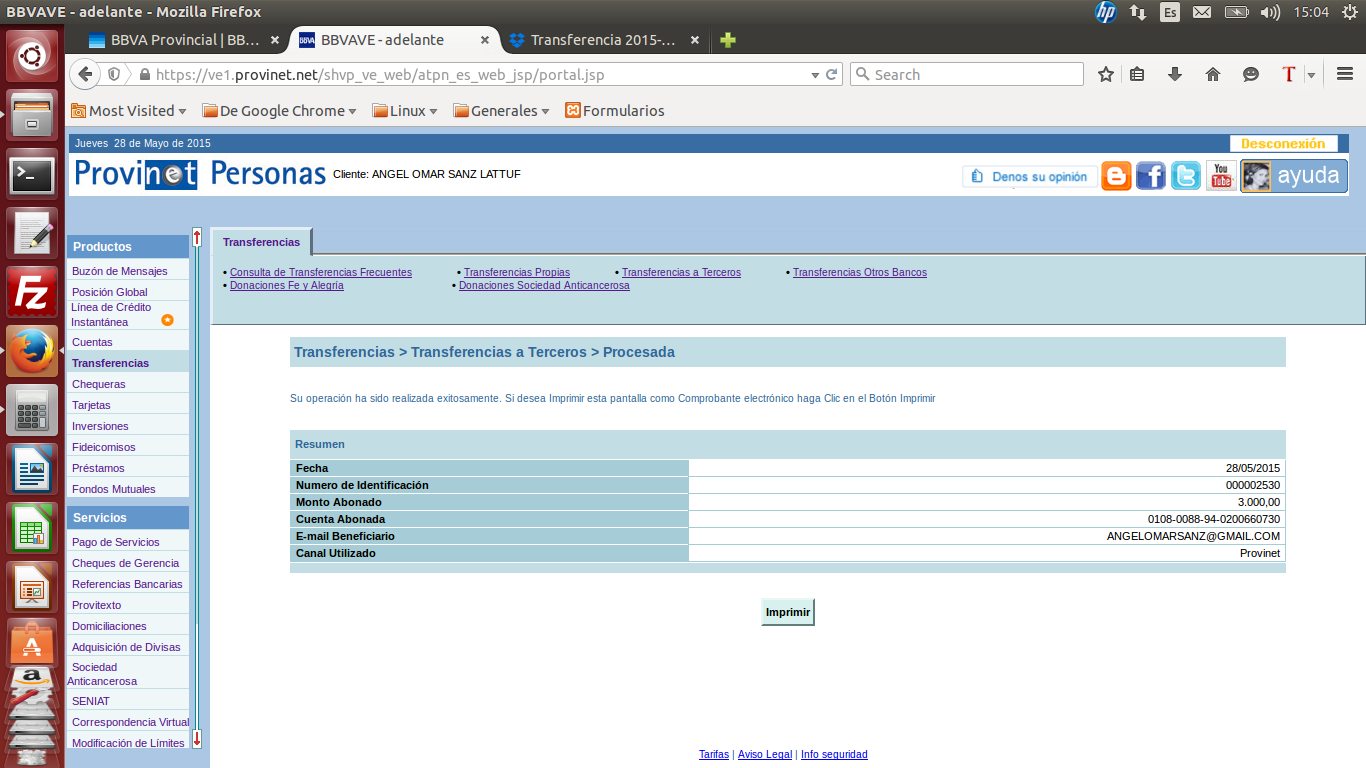 BBVAVE - adelante - Mozilla Firefox
hp Es 15:04
BBVA Provincial | BB... × BBVA BBVAVE - adelante × Transferencia 2015-... ×
https://ve1.provinet.net/shvp_ve_web/atpn_es_web_jsp/portal.jsp Search T
Most Visited De Google Chrome Linux Generales Formularios
Jueves 28 de Mayo de 2015 Desconexión
Provinet Personas Cliente: ANGEL OMAR SANZ LATTUF Denos su opinión You Tube ayuda
Productos
Buzón de Mensajes
Posición Global
Línea de Crédito
Instantánea
Cuentas
Transferencias
Chequeras
Tarjetas
Inversiones
Fideicomisos
Préstamos
Fondos Mutuales
Servicios
Pago de Servicios
Cheques de Gerencia
Referencias Bancarias
Provitexto
Domiciliaciones
Adquisición de Divisas
Sociedad
Anticancerosa
SENIAT
Correspondencia Virtual
Modificación de Límites
Transferencias
• Consulta de Transferencias Frecuentes • Transferencias Propias • Transferencias a Terceros • Transferencias Otros Bancos
• Donaciones Fe y Alegría • Donaciones Sociedad Anticancerosa
Transferencias > Transferencias a Terceros > Procesada
Su operación ha sido realizada exitosamente. Si desea Imprimir esta pantalla como Comprobante electrónico haga Clic en el Botón Imprimir
Resumen
Fecha 28/05/2015
Numero de Identificación 000002530
Monto Abonado 3.000,00
Cuenta Abonada 0108-0088-94-0200660730
E-mail Beneficiario ANGELOMARSANZ@GMAIL.COM
Canal Utilizado Provinet
Imprimir
Tarifas | Aviso Legal | Info seguridad
Fz
a